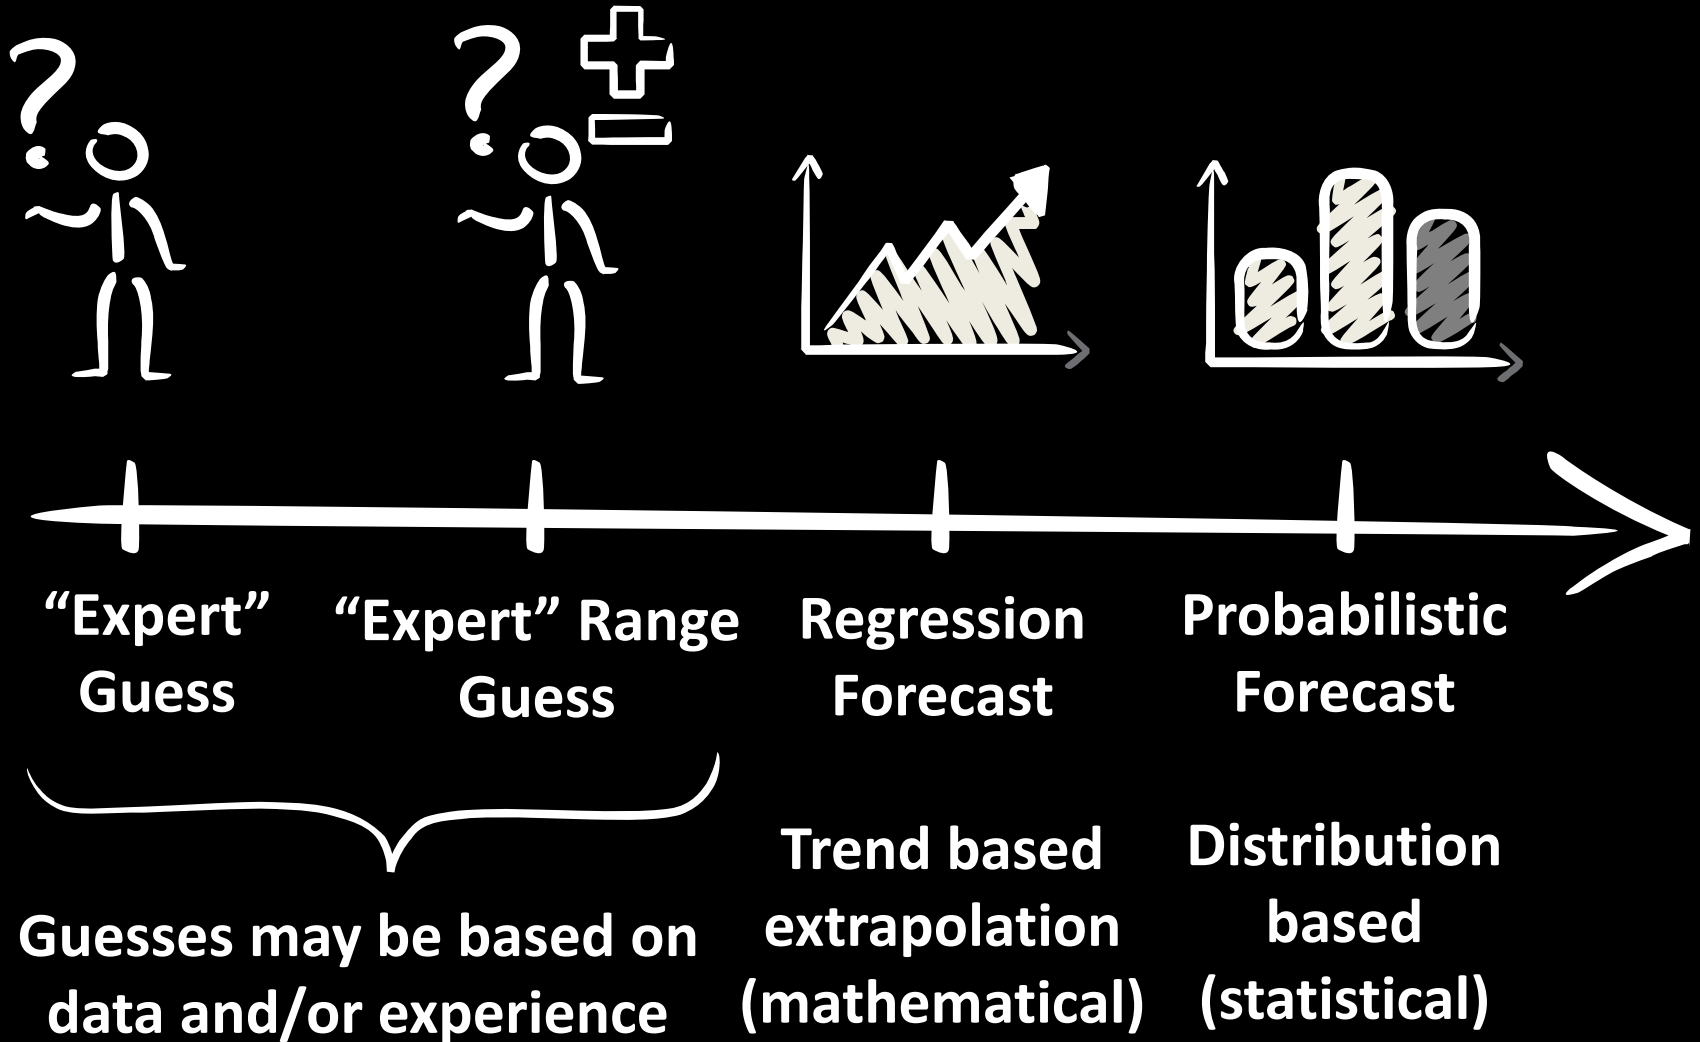 “Expert”
Guess
“Expert” Range
Guess
Regression
Forecast
Probabilistic
Forecast
Guesses may be based on
data and/or experience
Trend based
extrapolation
(mathematical)
Distribution
based
(statistical)